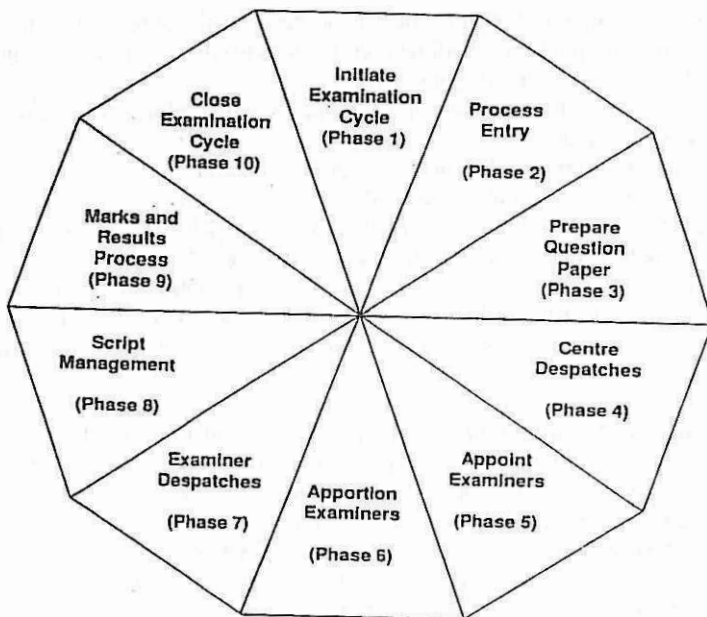 Initiate
Examination
Cycle
(Phase 1)
Process
Entry
(Phase 2)
Prepare
Question
Paper
(Phase 3)
Centre
Despatches
(Phase 4)
Appoint
Examiners
(Phase 5)
Apportion
Examiners
(Phase 6)
Examiner
Despatches
(Phase 7)
Script
Management
(Phase 8)
Marks and
Results
Process
(Phase 9)
Close
Examination
Cycle
(Phase 10)